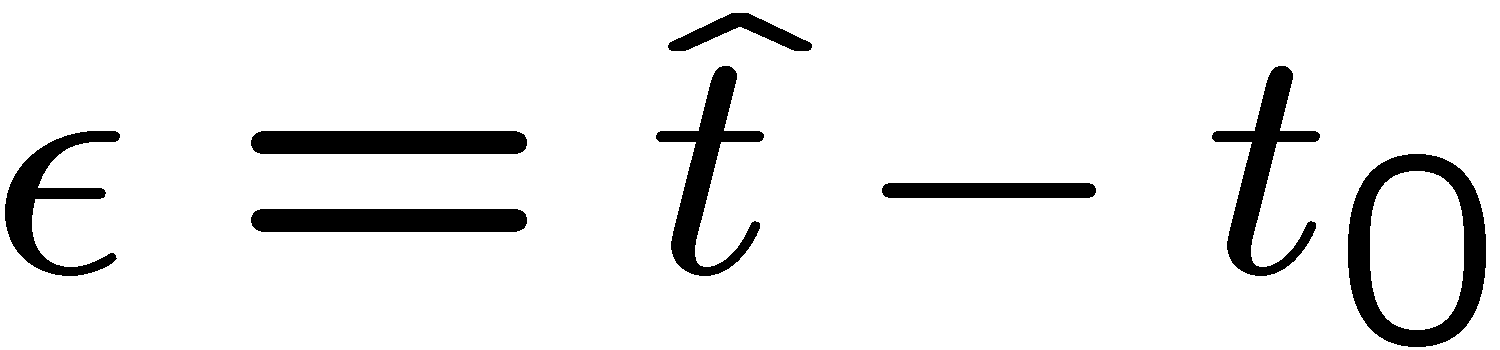 ϵ = t̂ − t₀